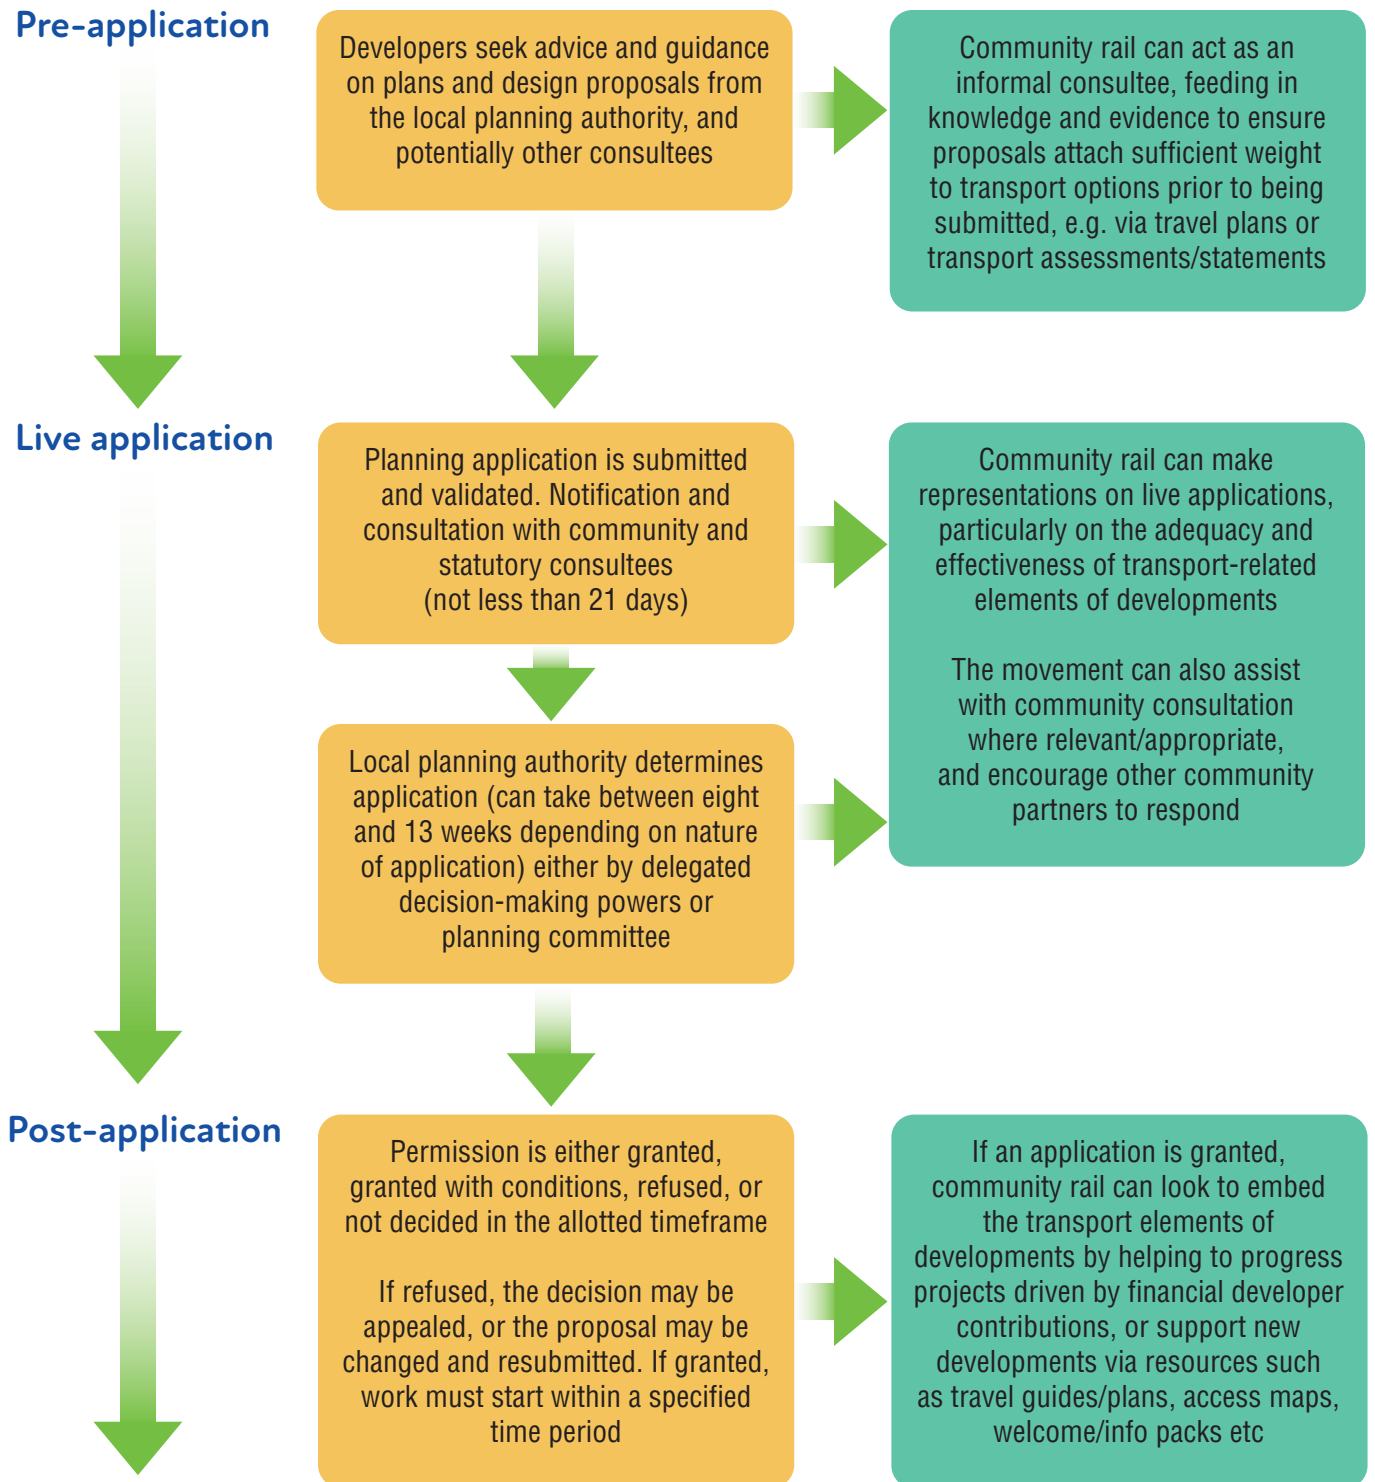 Pre-application
Developers seek advice and guidance
on plans and design proposals from
the local planning authority, and
potentially other consultees
Community rail can act as an
informal consultee, feeding in
knowledge and evidence to ensure
proposals attach sufficient weight
to transport options prior to being
submitted, e.g. via travel plans or
transport assessments/statements
Live application
Planning application is submitted
and validated. Notification and
consultation with community and
statutory consultees
(not less than 21 days)
Community rail can make
representations on live applications,
particularly on the adequacy and
effectiveness of transport-related
elements of developments
The movement can also assist
with community consultation
where relevant/appropriate,
and encourage other community
partners to respond
Local planning authority determines
application (can take between eight
and 13 weeks depending on nature
of application) either by delegated
decision-making powers or
planning committee
Post-application
Permission is either granted,
granted with conditions, refused, or
not decided in the allotted timeframe
If refused, the decision may be
appealed, or the proposal may be
changed and resubmitted. If granted,
work must start within a specified
time period
If an application is granted,
community rail can look to embed
the transport elements of
developments by helping to progress
projects driven by financial developer
contributions, or support new
developments via resources such
as travel guides/plans, access maps,
welcome/info packs etc